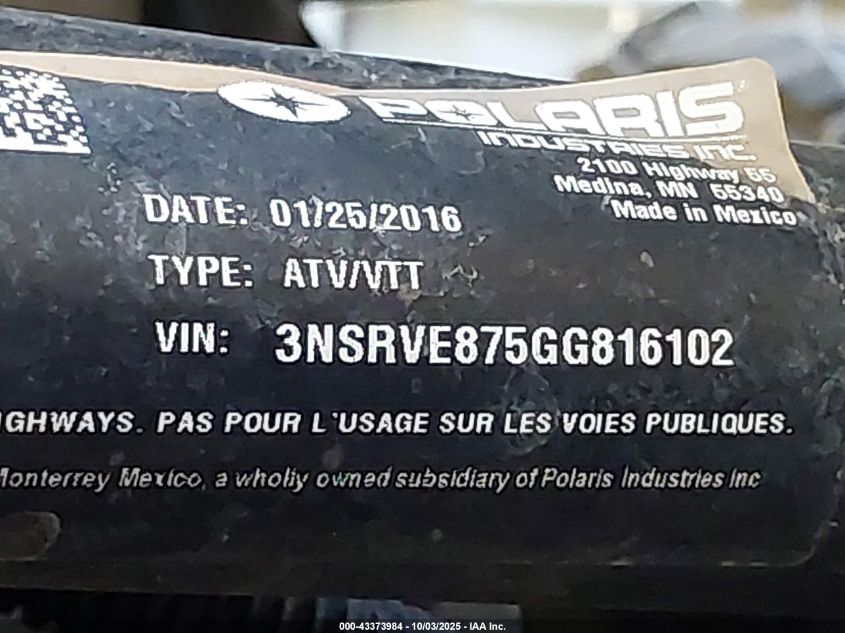 POLARIS
INDUSTRIES INC.
2100 Highway 55
Medina, MN 55340
Made in Mexico
DATE: 01/25/2016
TYPE: ATV/VTT
VIN: 3NSRVE875GG816102
IGHWAYS. PAS POUR L'USAGE SUR LES VOIES PUBLIQUES.
Monterrey Mexico, a wholly owned subsidiary of Polaris Industries Inc
000-43373984 - 10/03/2025 - IAA Inc.